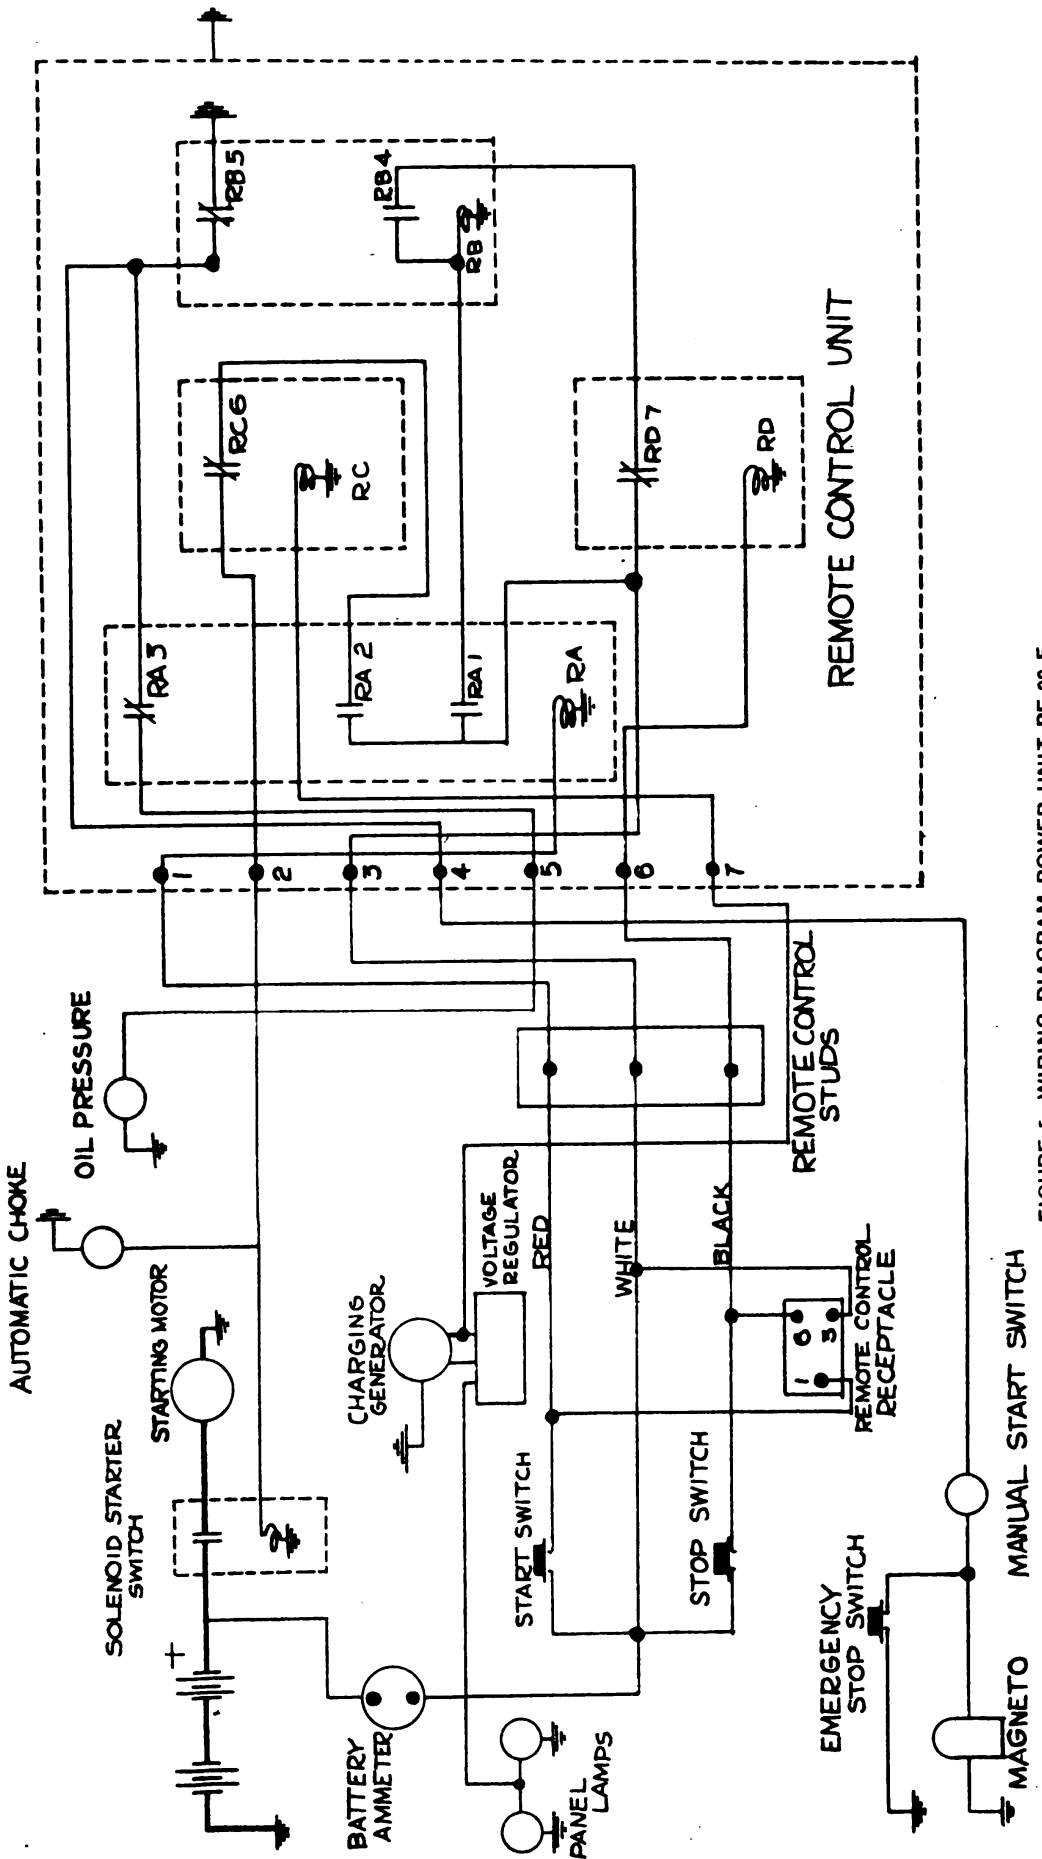 AUTOMATIC CHOKE
OIL PRESSURE
SOLENOID STARTER
SWITCH
STARTING MOTOR
+
CHARGING
GENERATOR
VOLTAGE
REGULATOR
BATTERY
AMMETER
PANEL
LAMPS
START SWITCH
STOP SWITCH
RED
WHITE
BLACK
REMOTE CONTROL
RECEPTACLE
1
6
3
REMOTE CONTROL
STUDS
EMERGENCY
STOP SWITCH
MAGNETO
MANUAL START SWITCH
1
2
3
4
5
6
7
RA3
RA2
RA1
RA
RC6
RC
RB5
RB4
RB
RD7
RD
REMOTE CONTROL UNIT